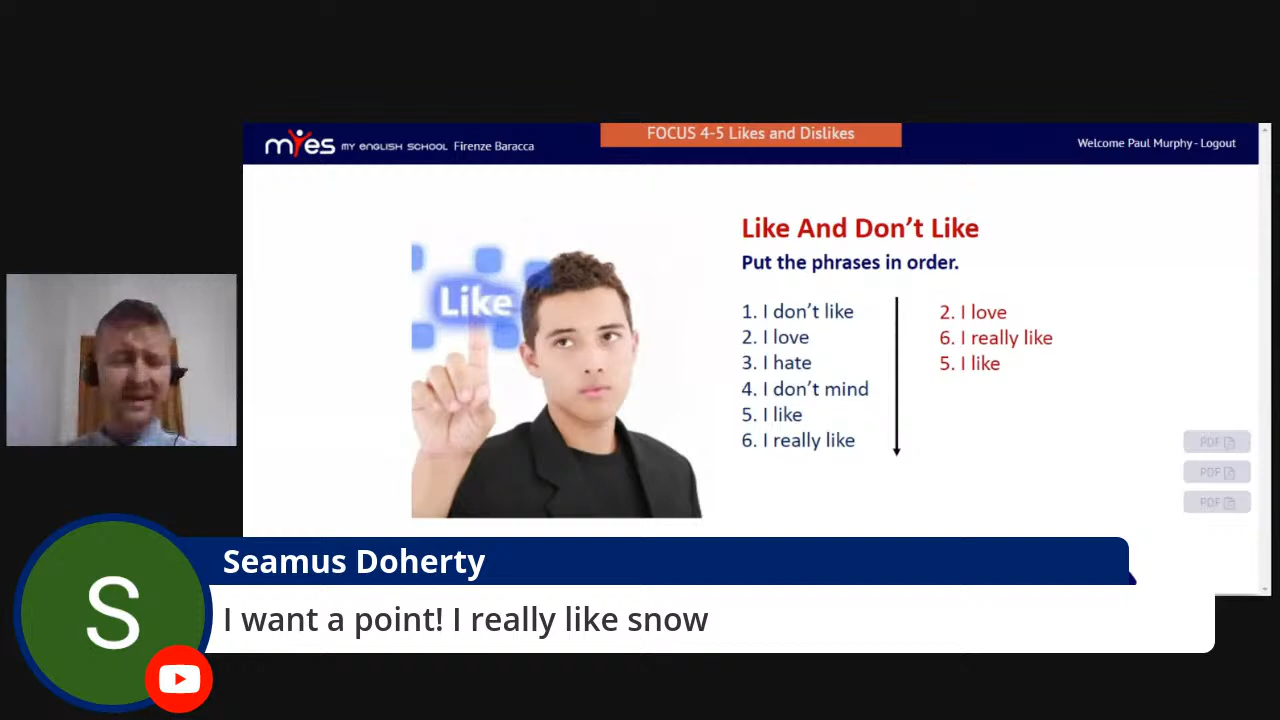 myes MY ENGLISH SCHOOL Firenze Baracca
FOCUS 4-5 Likes and Dislikes
Welcome Paul Murphy - Logout
Like
Like And Don't Like
Put the phrases in order.
1. I don't like
2. I love
3. I hate
4. I don't mind
5. I like
6. I really like
2. I love
6. I really like
5. I like
PDF
PDF
PDF
S
Seamus Doherty
I want a point! I really like snow